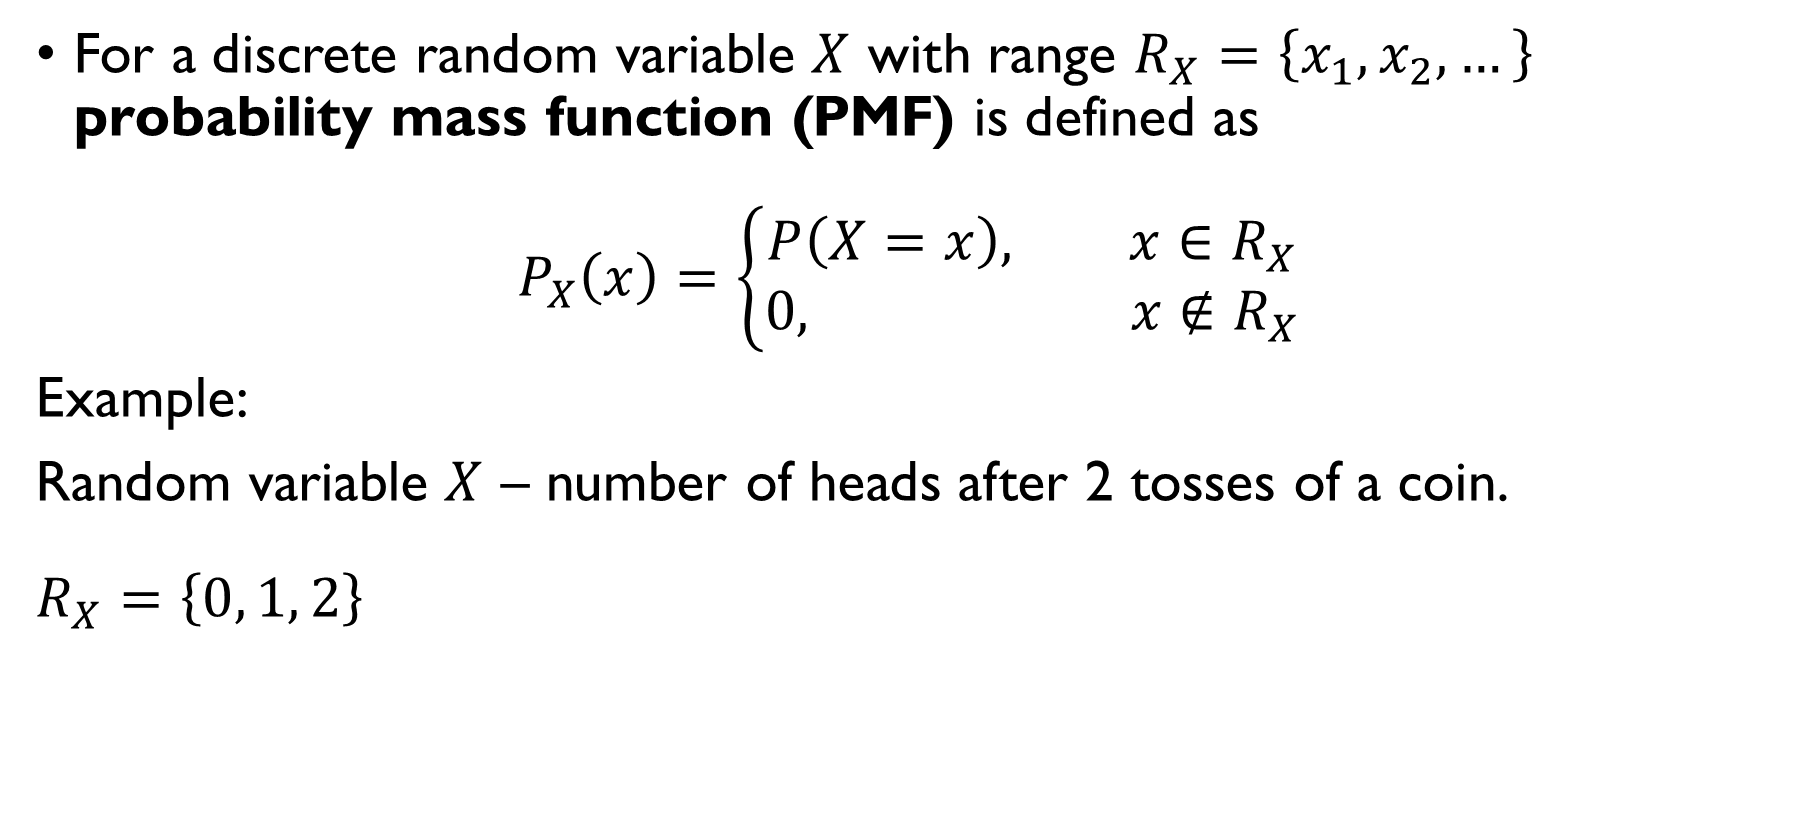 • For a discrete random variable X with range R_X = {x_1, x_2, … }
probability mass function (PMF) is defined as
P_X(x) = { P(X = x), x ∈ R_X
0, x ∉ R_X
Example:
Random variable X – number of heads after 2 tosses of a coin.
R_X = {0, 1, 2}